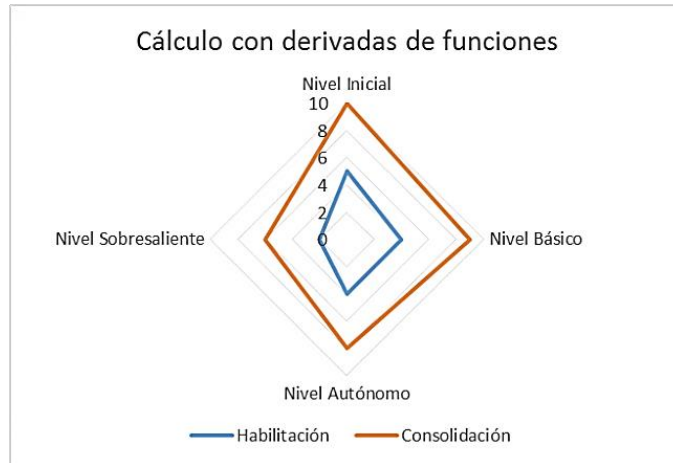 Cálculo con derivadas de funciones
Nivel Inicial
10
8
6
4
2
0
Nivel Sobresaliente
Nivel Básico
Nivel Autónomo
Habilitación
Consolidación